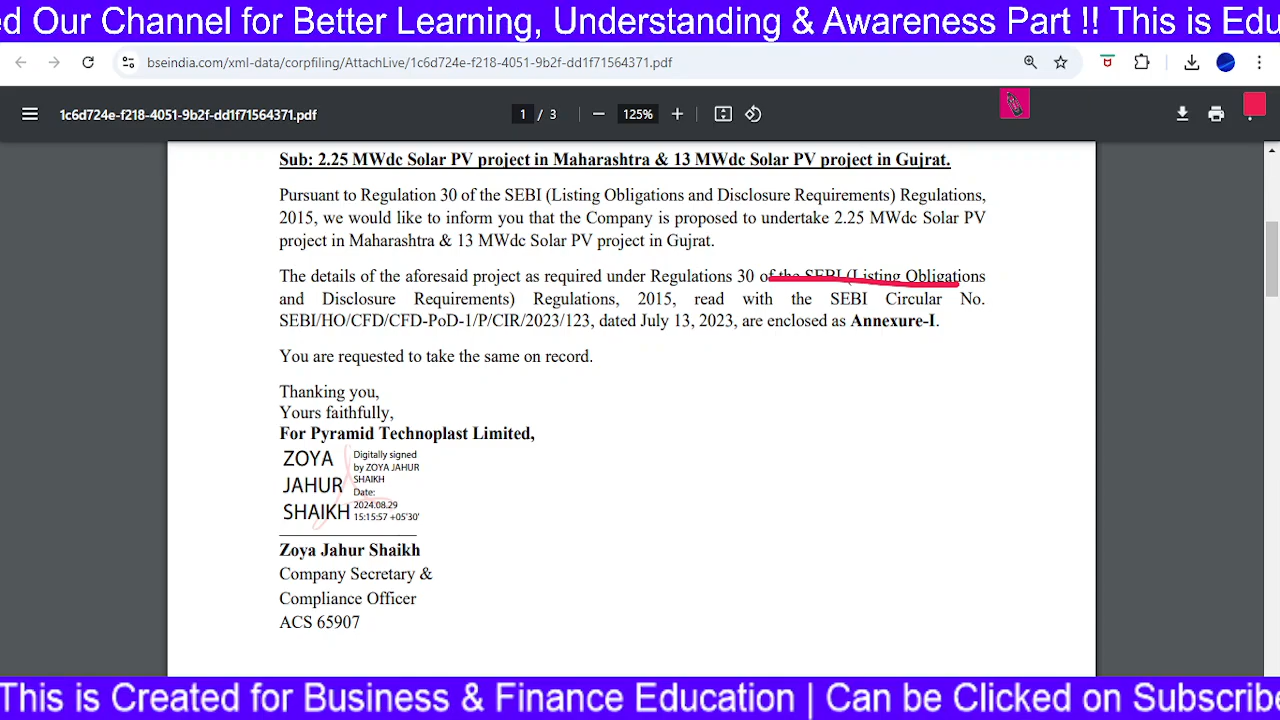 ed Our Channel for Better Learning, Understanding & Awareness Part !! This is Edu
bseindia.com/xml-data/corpfiling/AttachLive/1c6d724e-f218-4051-9b2f-dd1f71564371.pdf
1c6d724e-f218-4051-9b2f-dd1f71564371.pdf 1 / 3 125%
Sub: 2.25 MWdc Solar PV project in Maharashtra & 13 MWdc Solar PV project in Gujrat.
Pursuant to Regulation 30 of the SEBI (Listing Obligations and Disclosure Requirements) Regulations,
2015, we would like to inform you that the Company is proposed to undertake 2.25 MWdc Solar PV
project in Maharashtra & 13 MWdc Solar PV project in Gujrat.
The details of the aforesaid project as required under Regulations 30 of the SEBI (Listing Obligations
and Disclosure Requirements) Regulations, 2015, read with the SEBI Circular No.
SEBI/HO/CFD/CFD-PoD-1/P/CIR/2023/123, dated July 13, 2023, are enclosed as Annexure-I.
You are requested to take the same on record.
Thanking you,
Yours faithfully,
For Pyramid Technoplast Limited,
ZOYA
JAHUR
SHAIKH
Digitally signed
by ZOYA JAHUR
SHAIKH
Date:
2024.08.29
15:15:57 +05'30'
Zoya Jahur Shaikh
Company Secretary &
Compliance Officer
ACS 65907
This is Created for Business & Finance Education | Can be Clicked on Subscribe